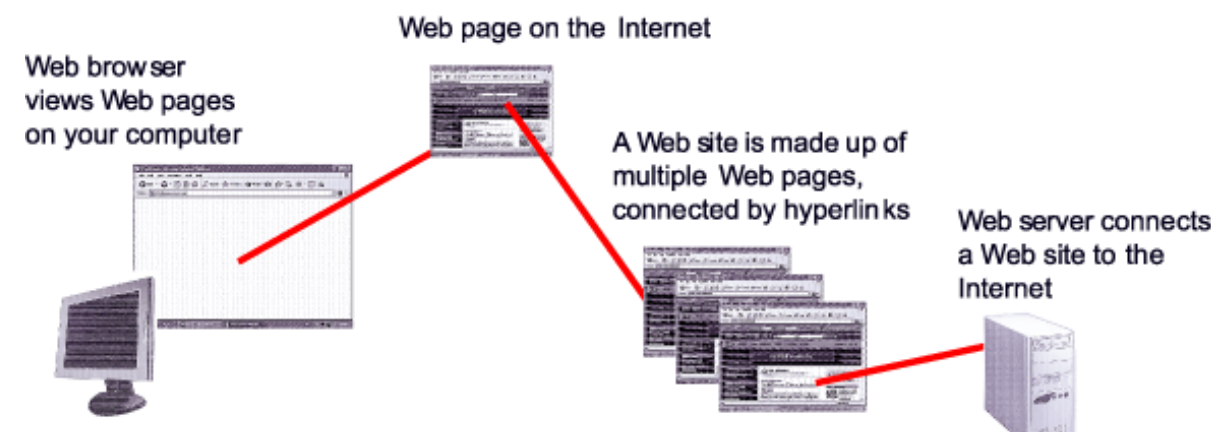 Web page on the Internet
Web browser
views Web pages
on your computer
A Web site is made up of
multiple Web pages,
connected by hyperlinks
Web server connects
a Web site to the
Internet